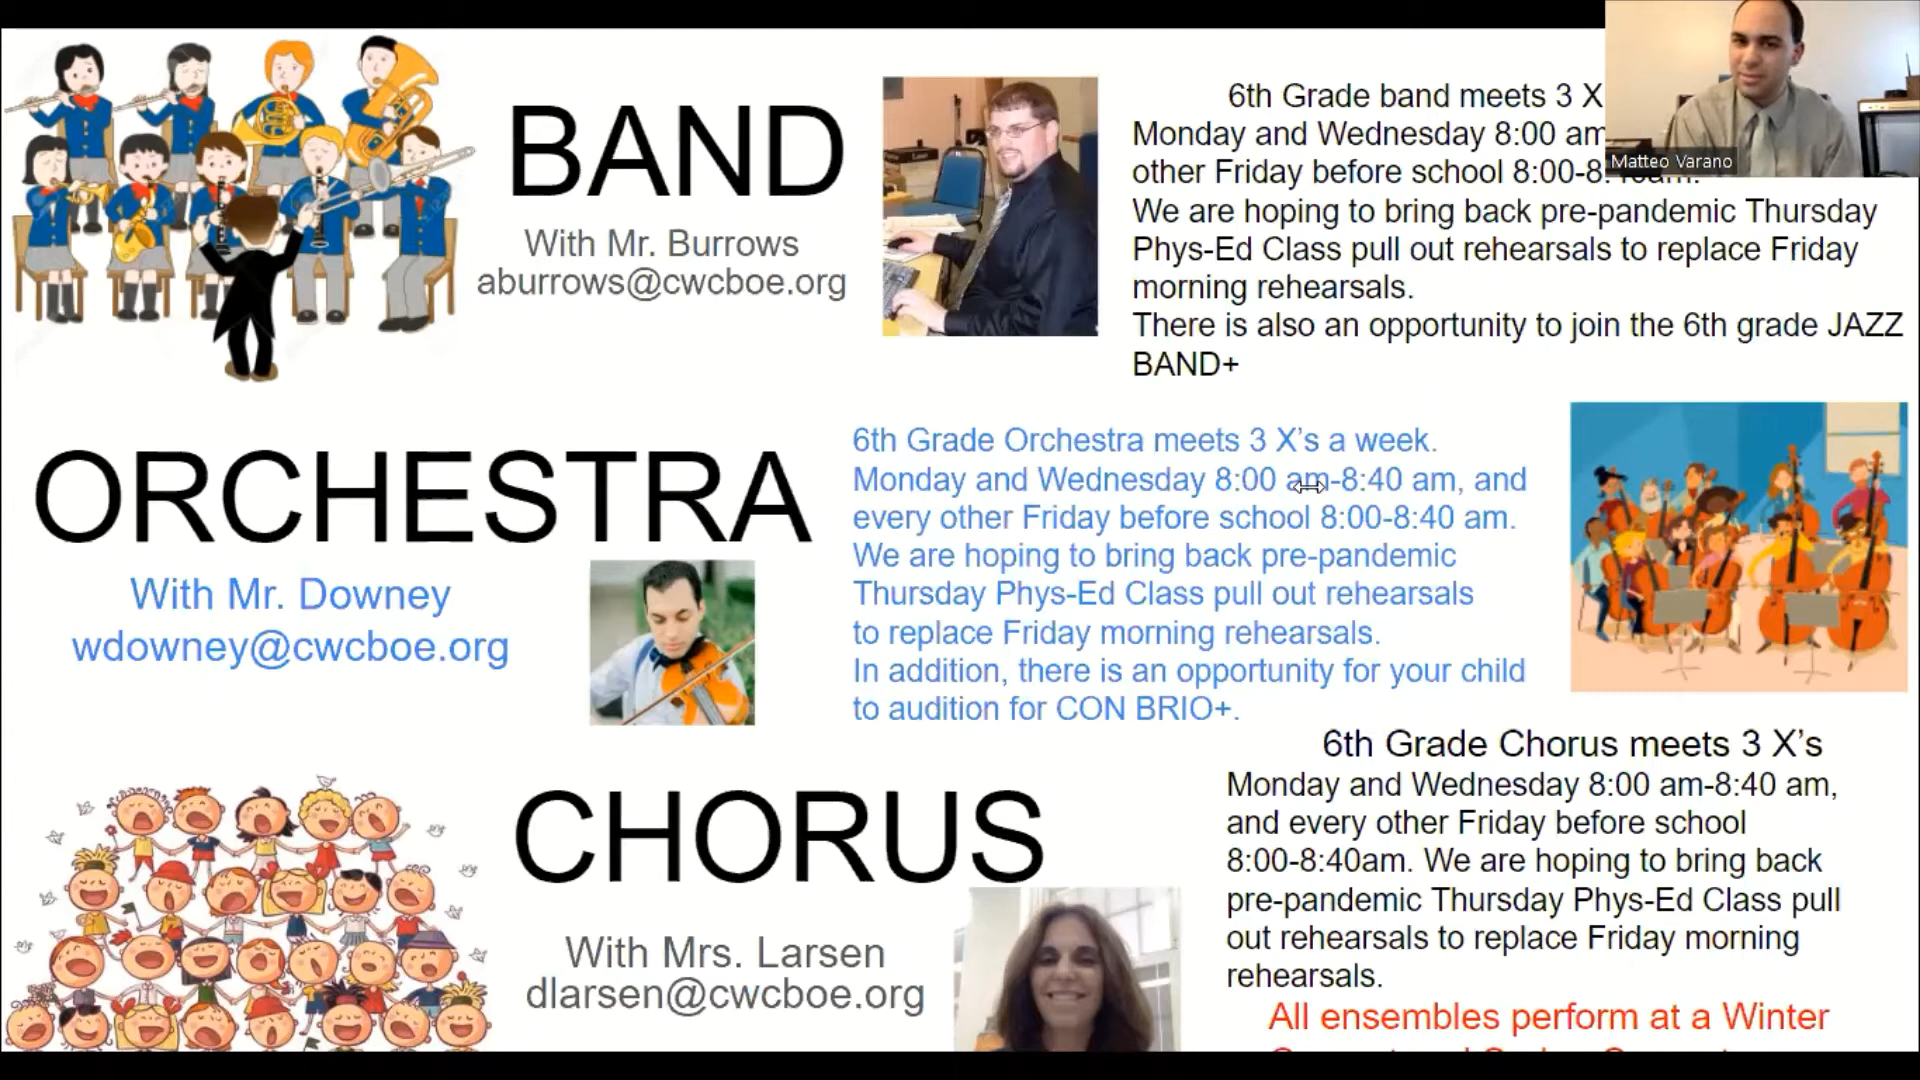 BAND
With Mr. Burrows
aburrows@cwcboe.org
6th Grade band meets 3 X
Monday and Wednesday 8:00 am
other Friday before school 8:00-8:
We are hoping to bring back pre-pandemic Thursday
Phys-Ed Class pull out rehearsals to replace Friday
morning rehearsals.
There is also an opportunity to join the 6th grade JAZZ
BAND+
Matteo Varano
ORCHESTRA
With Mr. Downey
wdowney@cwcboe.org
6th Grade Orchestra meets 3 X’s a week.
Monday and Wednesday 8:00 am-8:40 am, and
every other Friday before school 8:00-8:40 am.
We are hoping to bring back pre-pandemic
Thursday Phys-Ed Class pull out rehearsals
to replace Friday morning rehearsals.
In addition, there is an opportunity for your child
to audition for CON BRIO+.
CHORUS
With Mrs. Larsen
dlarsen@cwcboe.org
6th Grade Chorus meets 3 X’s
Monday and Wednesday 8:00 am-8:40 am,
and every other Friday before school
8:00-8:40am. We are hoping to bring back
pre-pandemic Thursday Phys-Ed Class pull
out rehearsals to replace Friday morning
rehearsals.
All ensembles perform at a Winter